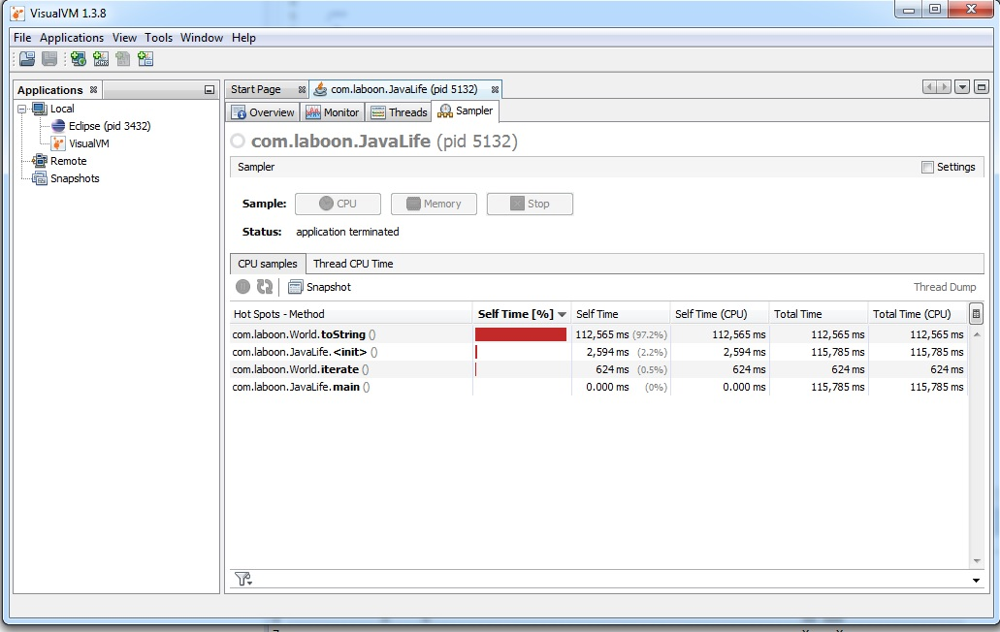 VisualVM 1.3.8
File Applications View Tools Window Help
Applications
Local
Eclipse (pid 3432)
VisualVM
Remote
Snapshots
Start Page com.laboon.JavaLife (pid 5132)
Overview Monitor Threads Sampler
com.laboon.JavaLife (pid 5132)
Sampler Settings
Sample: CPU Memory Stop
Status: application terminated
CPU samples Thread CPU Time
Snapshot Thread Dump
Hot Spots - Method Self Time [%] Self Time Self Time (CPU) Total Time Total Time (CPU)
com.laboon.World.toString () 112,565 ms (97.2%) 112,565 ms 112,565 ms 112,565 ms
com.laboon.JavaLife.<init> () 2,594 ms (2.2%) 2,594 ms 115,785 ms 115,785 ms
com.laboon.World.iterate () 624 ms (0.5%) 624 ms 624 ms 624 ms
com.laboon.JavaLife.main () 0.000 ms (0%) 0.000 ms 115,785 ms 115,785 ms